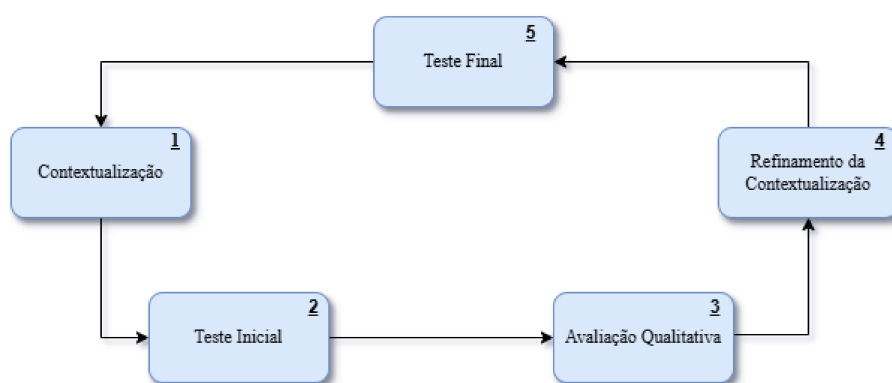 5
Teste Final
1
Contextualização
4
Refinamento da
Contextualização
2
Teste Inicial
3
Avaliação Qualitativa